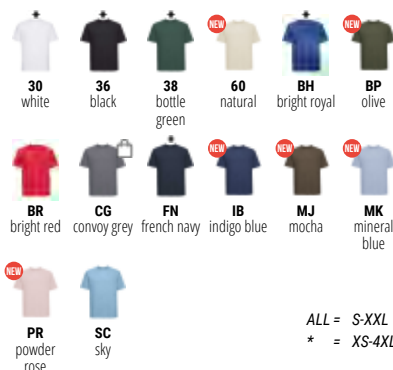 NEW NEW
30 36 38 60 BH BP
white black bottle green natural bright royal olive
NEW NEW NEW
BR CG FN IB MJ MK
bright red convoy grey french navy indigo blue mocha mineral blue
NEW
PR SC
powder rose sky
ALL = S-XXL
* = XS-4XL